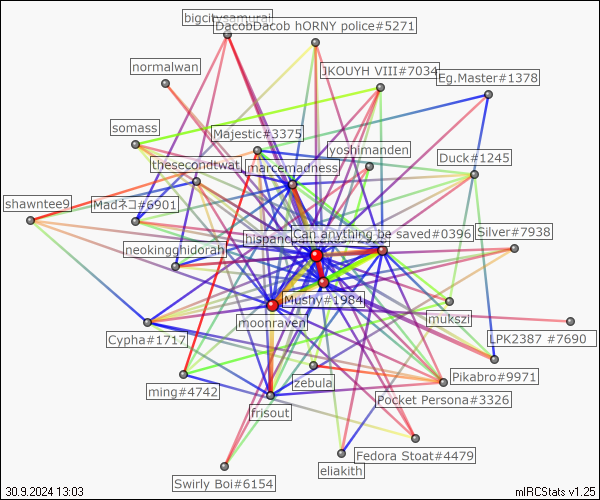 bigcitysamurai
DacobDacob hORNY police#5271
normalwan
JKOUYH VIII#7034
Eg.Master#1378
somass
Majestic#3375
yoshimanden
thesecondtwat
marcemadness
Duck#1245
shawntee9
Madネコ#6901
Can anything be saved#0396
Silver#7938
neokingghidorah
Mushy#1984
moonraven
mukszi
Cypha#1717
LPK2387 #7690
Pikabro#9971
zebula
ming#4742
Pocket Persona#3326
frisout
Fedora Stoat#4479
eliakith
Swirly Boi#6154
30.9.2024 13:03
mIRCStats v1.25